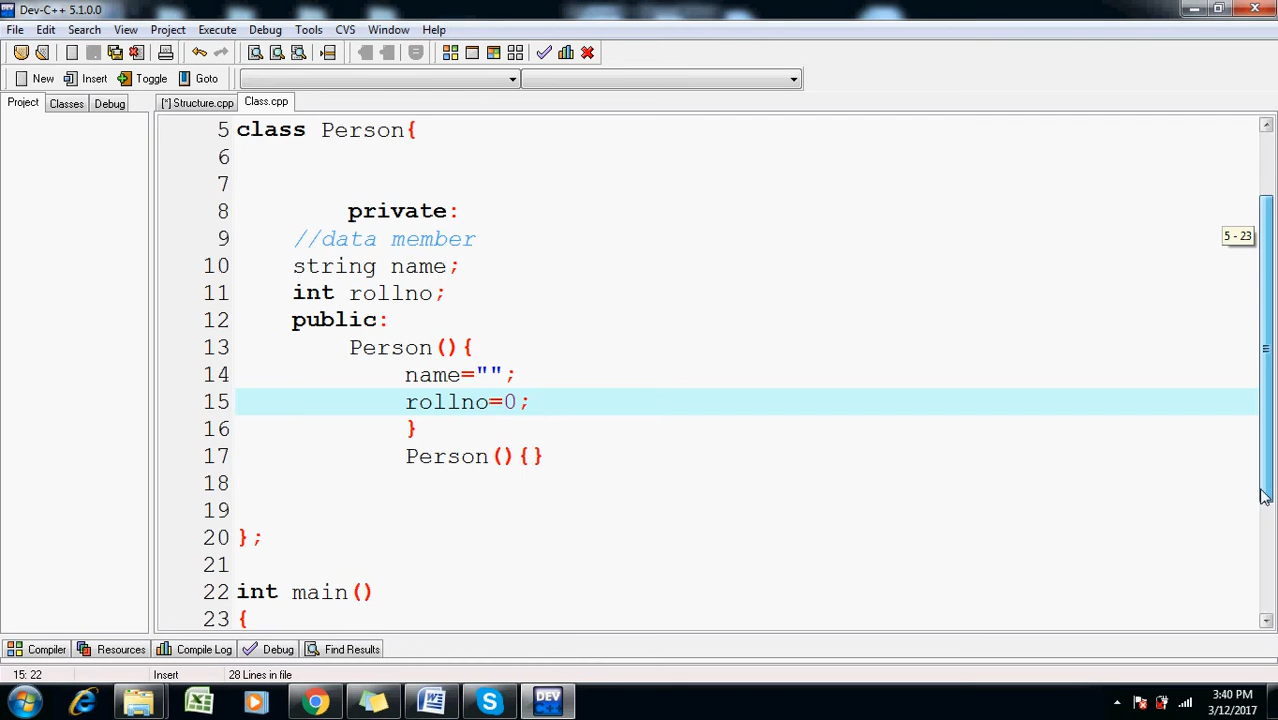 Dev-C++ 5.1.0.0
File Edit Search View Project Execute Debug Tools CVS Window Help
New Insert Toggle Goto
Project Classes Debug [*] Structure.cpp Class.cpp
5 class Person{
6
7
8 private:
9 //data member
10 string name;
11 int rollno;
12 public:
13 Person(){
14 name="";
15 rollno=0;
16 }
17 Person(){}
18
19
20 };
21
22 int main()
23 {
5 - 23
Compiler Resources Compile Log Debug Find Results
15: 22 Insert 28 Lines in file
3:40 PM
3/12/2017